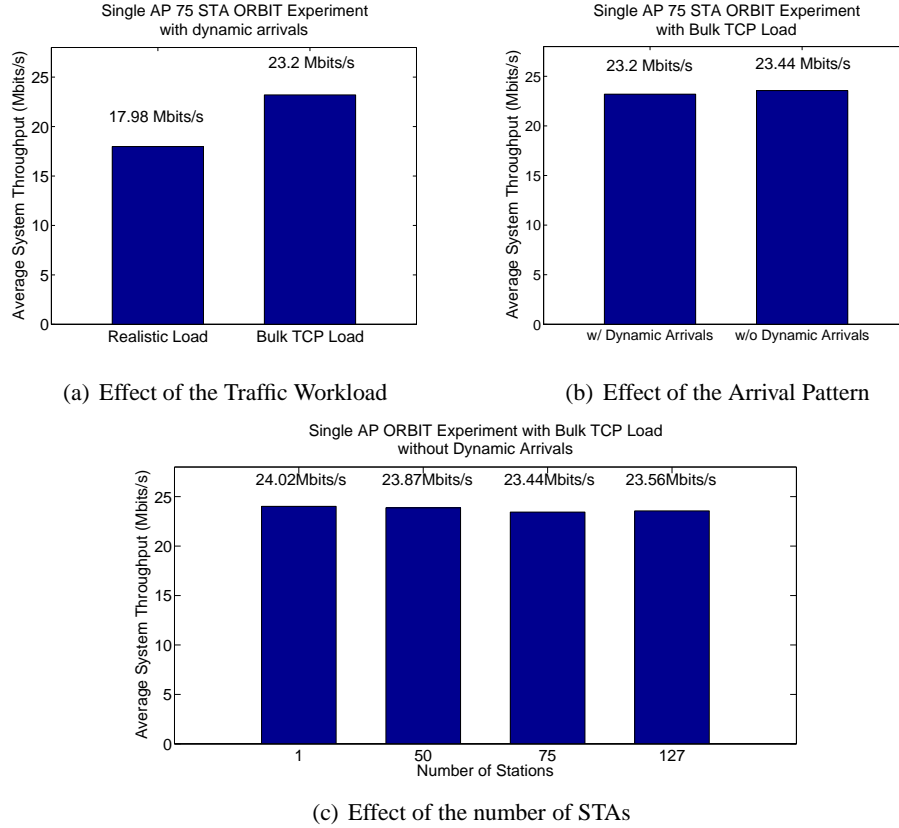 Single AP 75 STA ORBIT Experiment
with dynamic arrivals
Average System Throughput (Mbits/s)
25
20
15
10
5
0
17.98 Mbits/s
23.2 Mbits/s
Realistic Load
Bulk TCP Load
(a) Effect of the Traffic Workload
Single AP 75 STA ORBIT Experiment
with Bulk TCP Load
Average System Throughput (Mbits/s)
25
20
15
10
5
0
23.2 Mbits/s
23.44 Mbits/s
w/ Dynamic Arrivals
w/o Dynamic Arrivals
(b) Effect of the Arrival Pattern
Single AP ORBIT Experiment with Bulk TCP Load
without Dynamic Arrivals
Average System Throughput (Mbits/s)
25
20
15
10
5
0
24.02Mbits/s
23.87Mbits/s
23.44Mbits/s
23.56Mbits/s
1
50
75
127
Number of Stations
(c) Effect of the number of STAs